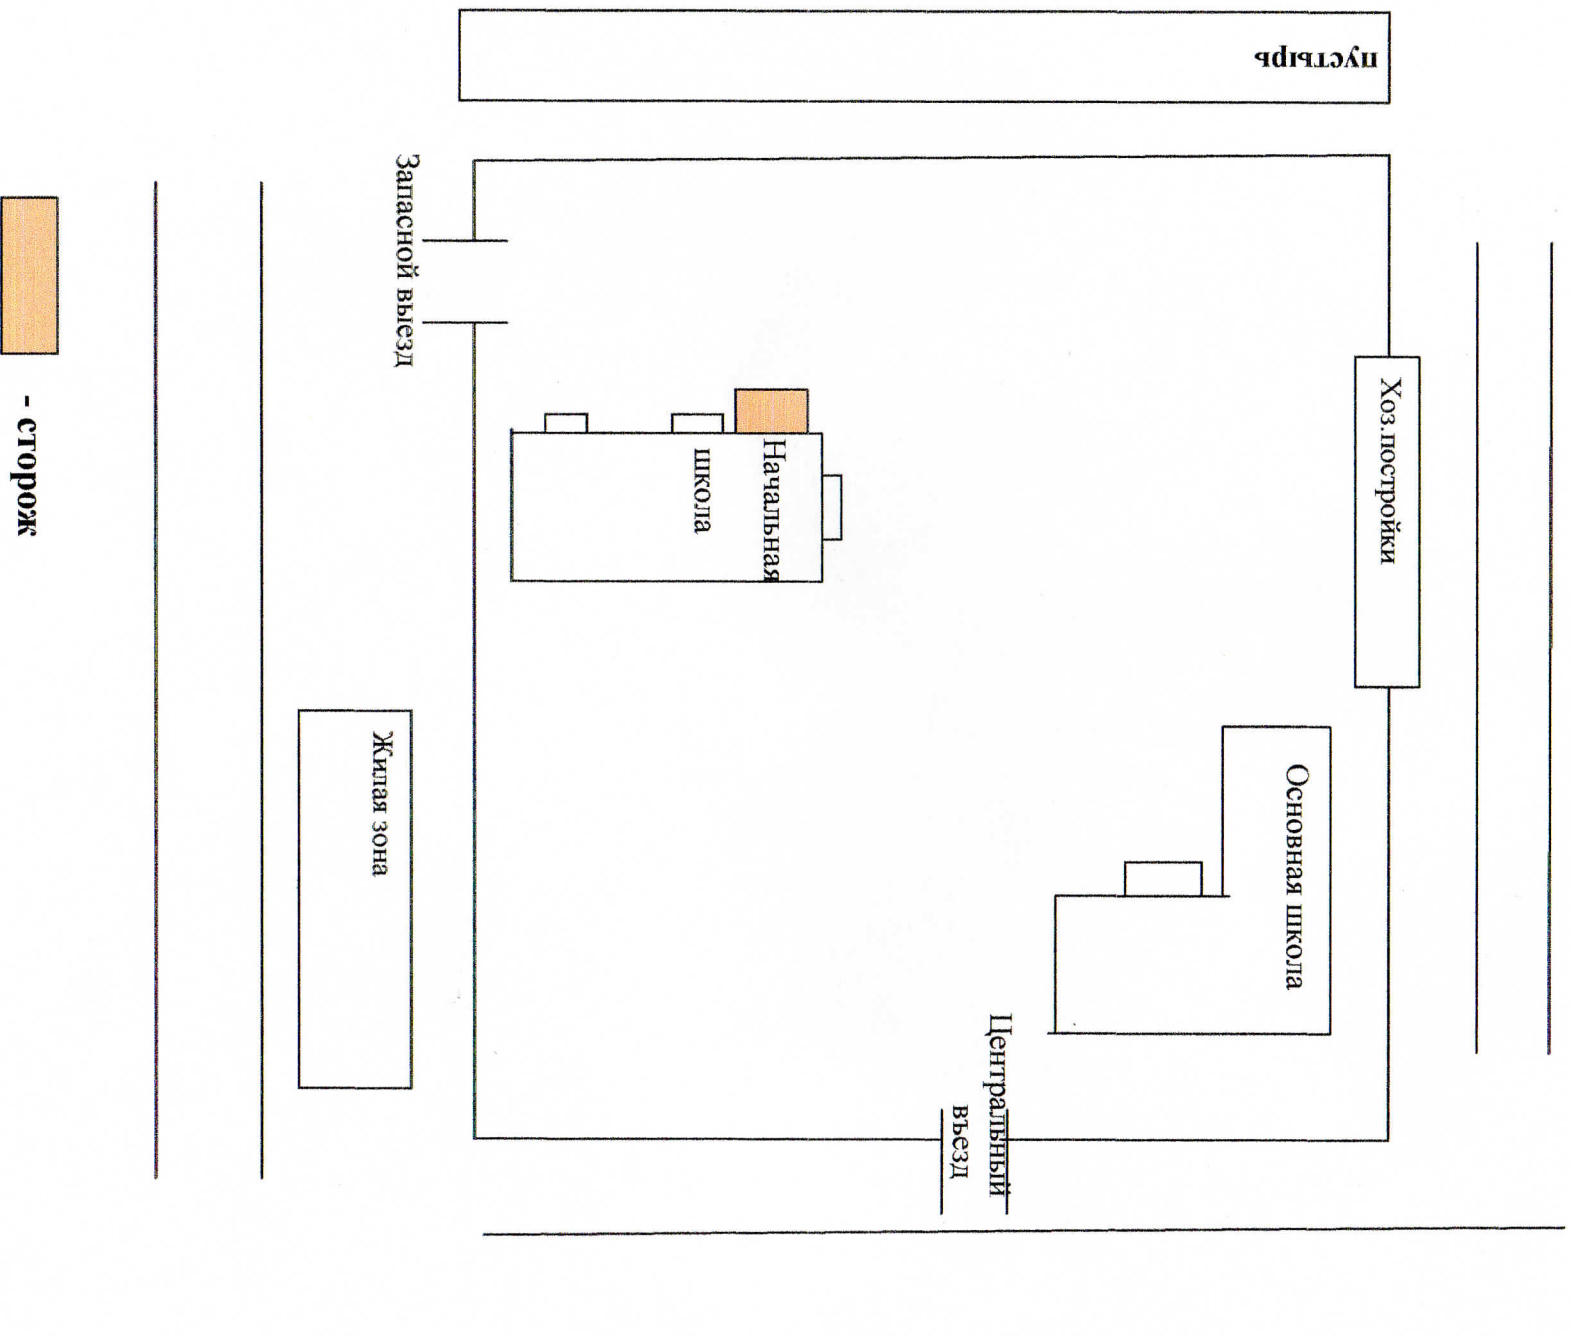 пустырь
Хоз.постройки
Основная школа
Центральный
въезд
Начальная
школа
Запасной выезд
Жилая зона
- сторож